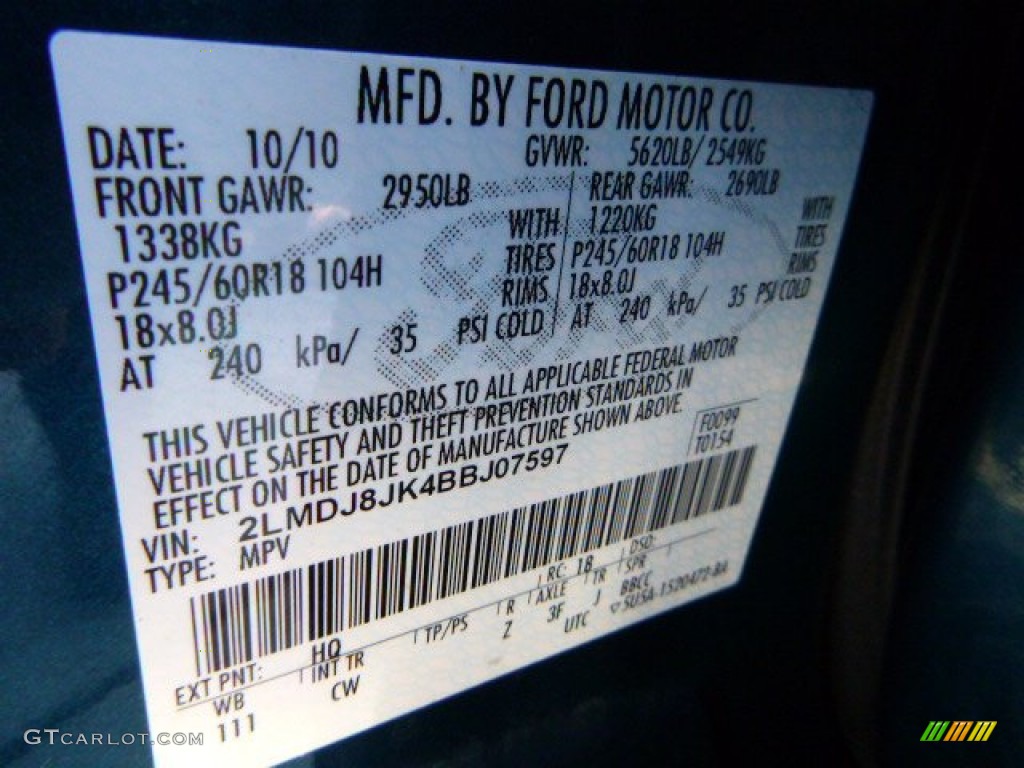 MFD. BY FORD MOTOR CO.
DATE: 10/10 GVWR: 5620LB/2549KG
FRONT GAWR: 2950LB REAR GAWR: 2690LB
1338KG WITH 1220KG WITH
P245/60R18 104H TIRES P245/60R18 104H TIRES
18x8.0J RIMS 18x8.0J RIMS
AT 240 kPa/ 35 PSI COLD AT 240 kPa/ 35 PSI COLD
THIS VEHICLE CONFORMS TO ALL APPLICABLE FEDERAL MOTOR
VEHICLE SAFETY AND THEFT PREVENTION STANDARDS IN
EFFECT ON THE DATE OF MANUFACTURE SHOWN ABOVE.
F0099
T0154
VIN: 2LMDJ8JK4BBJ07597
TYPE: MPV
EXT PNT: HQ RC: 18 DSO:
WB INT TR TP/PS R AXLE TR SPR
111 CW Z 3F J BBCC
UTC ▽ 5U5A-1520472-BA
GTCARLOT.COM